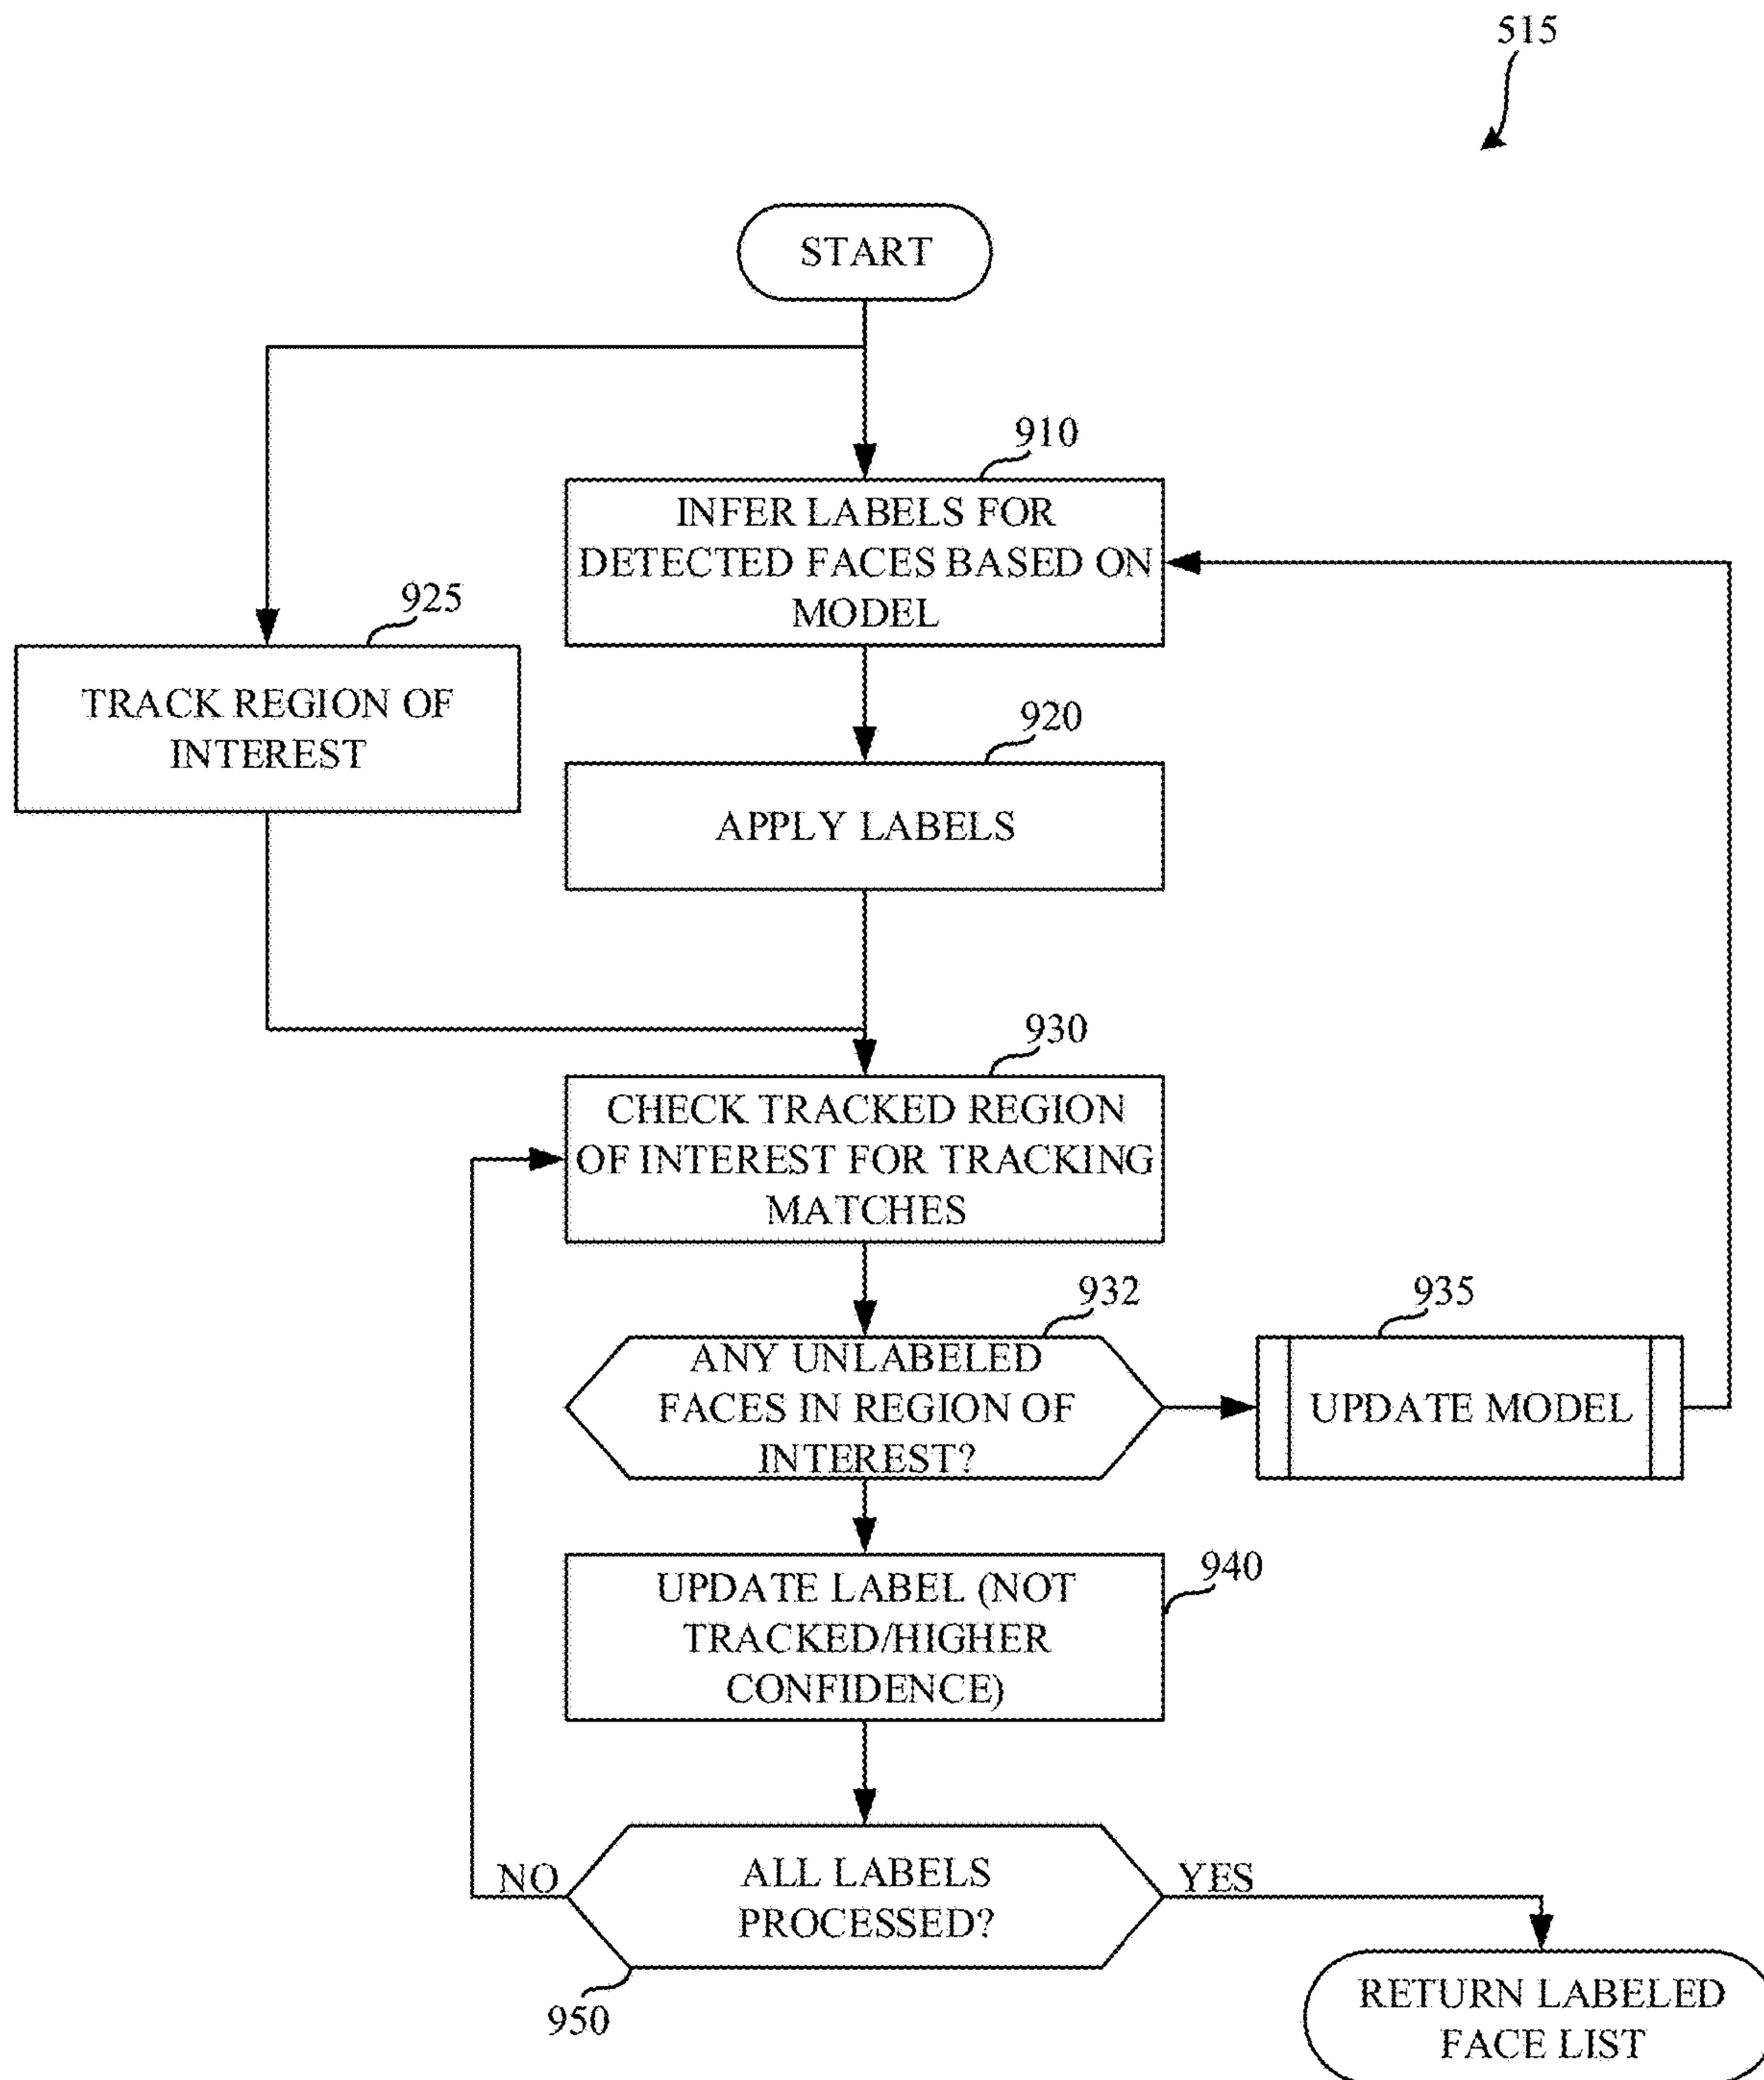 515
START
910
INFER LABELS FOR
DETECTED FACES BASED ON
MODEL
925
TRACK REGION OF
INTEREST
920
APPLY LABELS
930
CHECK TRACKED REGION
OF INTEREST FOR TRACKING
MATCHES
932
ANY UNLABELED
FACES IN REGION OF
INTEREST?
935
UPDATE MODEL
940
UPDATE LABEL (NOT
TRACKED/HIGHER
CONFIDENCE)
NO
ALL LABELS
PROCESSED?
YES
950
RETURN LABELED
FACE LIST